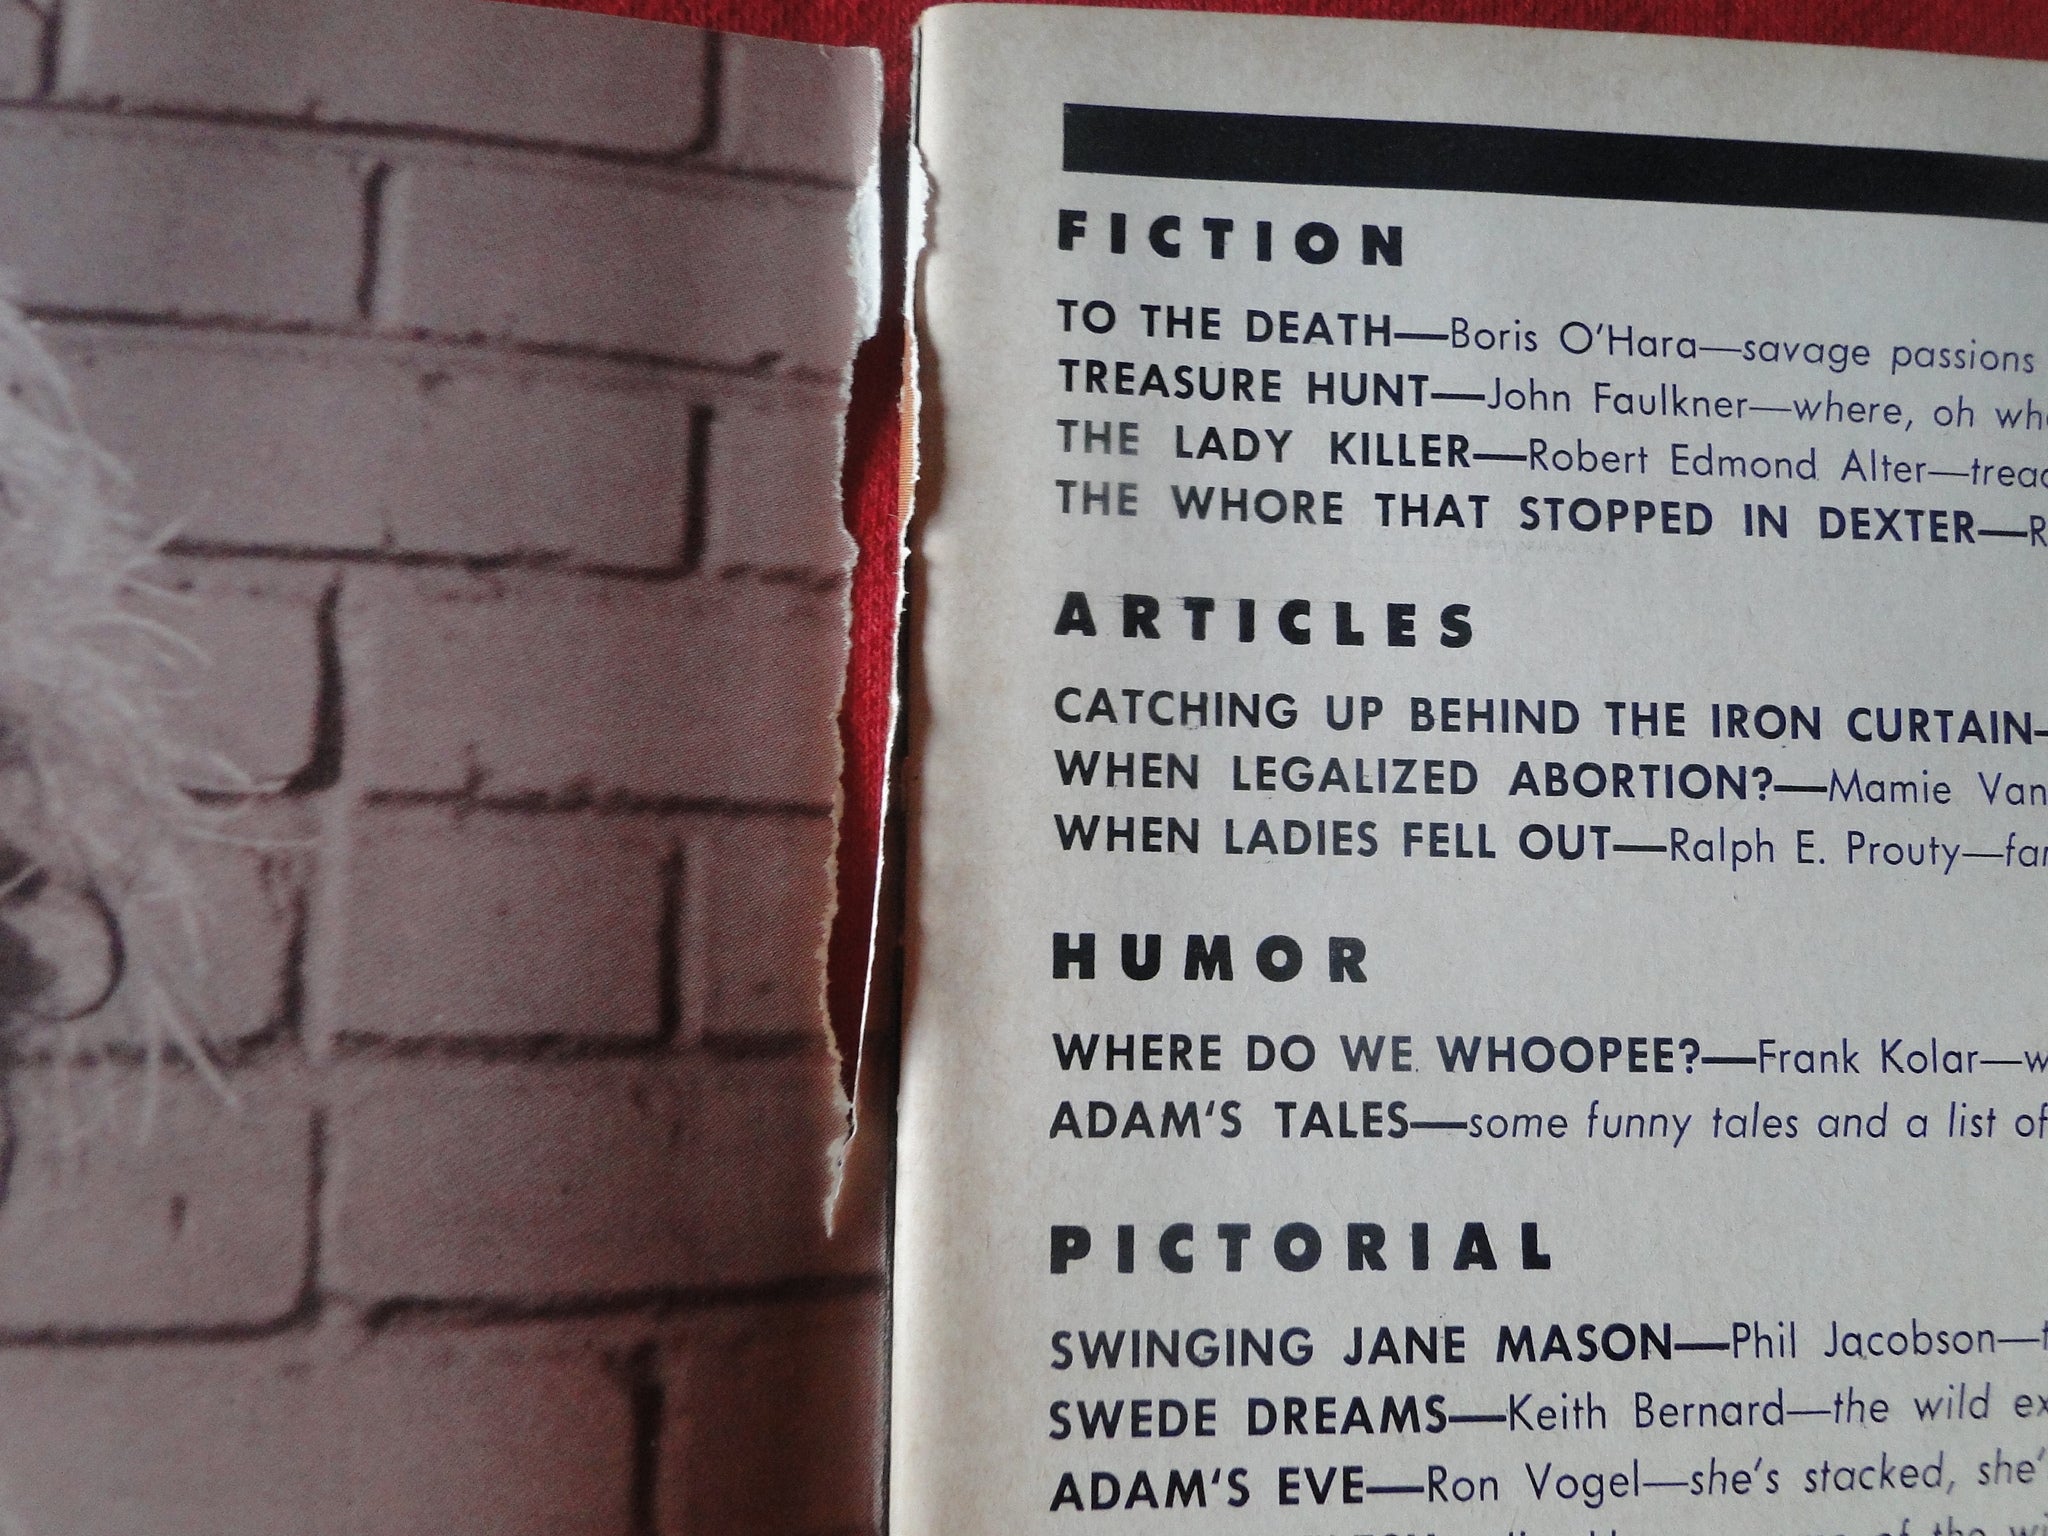 FICTION
TO THE DEATH—Boris O'Hara—savage passions
TREASURE HUNT—John Faulkner—where, oh
THE LADY KILLER—Robert Edmond Alter—
THE WHORE THAT STOPPED IN DEXTER—
ARTICLES
CATCHING UP BEHIND THE IRON CURTAIN—
WHEN LEGALIZED ABORTION?—Mamie Van
WHEN LADIES FELL OUT—Ralph E. Prouty—
HUMOR
WHERE DO WE WHOOPEE?—Frank Kolar—
ADAM'S TALES—some funny tales and a list of
PICTORIAL
SWINGING JANE MASON—Phil Jacobson—
SWEDE DREAMS—Keith Bernard—the wild
ADAM'S EVE—Ron Vogel—she's stacked, she'